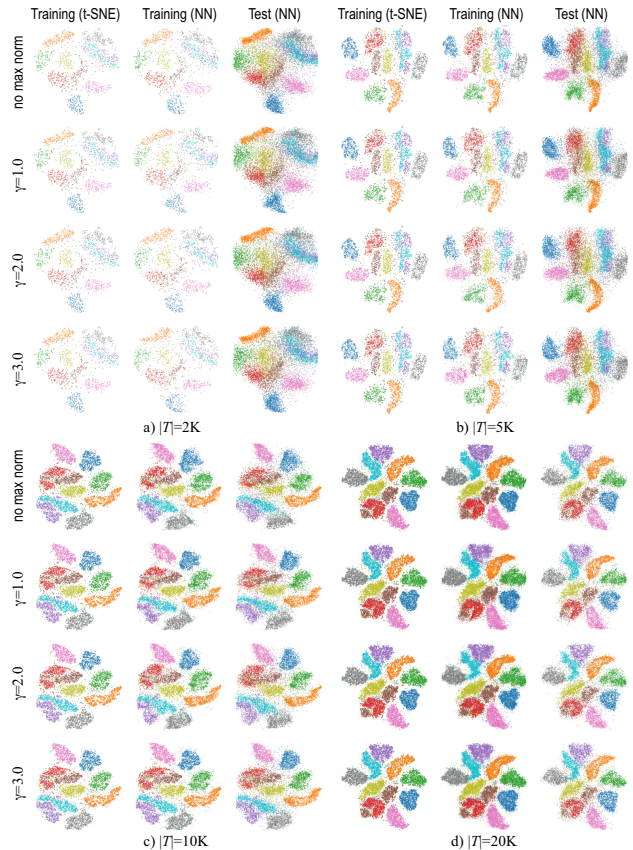 Training (t-SNE) Training (NN) Test (NN) Training (t-SNE) Training (NN) Test (NN)
no max norm
γ=1.0
γ=2.0
γ=3.0
a) |T|=2K b) |T|=5K
no max norm
γ=1.0
γ=2.0
γ=3.0
c) |T|=10K d) |T|=20K